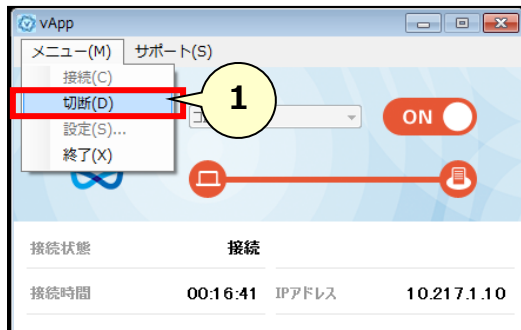 vApp
メニュー(M) サポート(S)
接続(C)
切断(D)
設定(S)...
終了(X)
1
ON
接続状態 接続
接続時間 00:16:41 IPアドレス 10.217.1.10